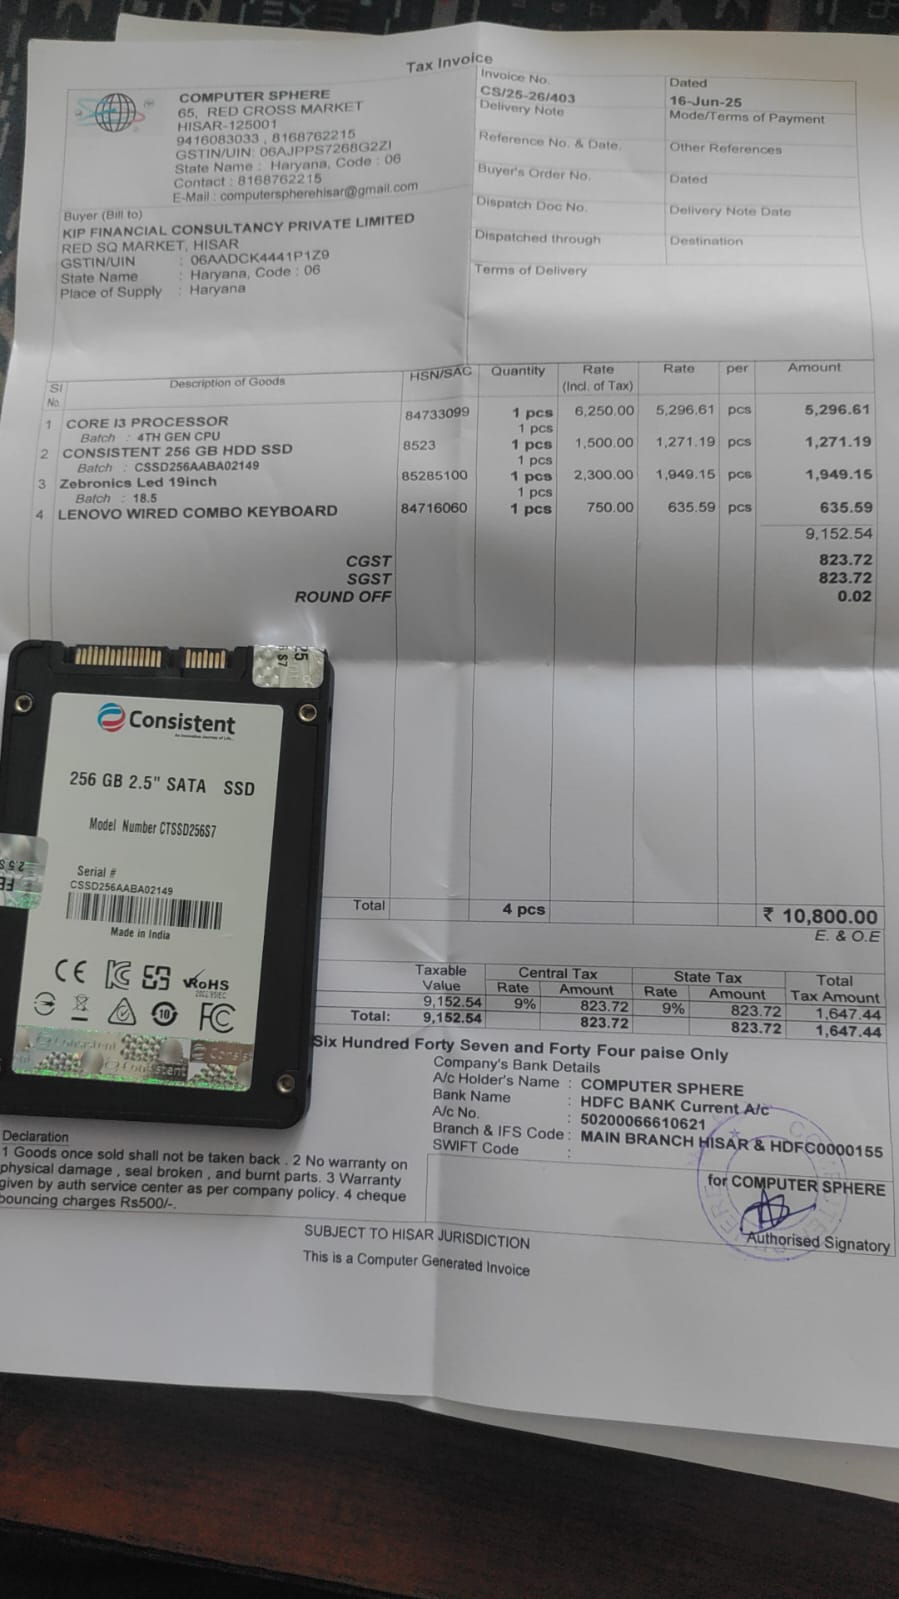 Tax Invoice
COMPUTER SPHERE
65, RED CROSS MARKET
HISAR-125001
9416083033 , 8168762215
GSTIN/UIN: 06AJPPS7268G2ZI
State Name : Haryana, Code : 06
Contact : 8168762215
E-Mail : computerspherehisar@gmail.com
Invoice No.
CS/25-26/403
Dated
16-Jun-25
Delivery Note
Mode/Terms of Payment
Reference No. & Date.
Other References
Buyer's Order No.
Dated
Dispatch Doc No.
Delivery Note Date
Dispatched through
Destination
Terms of Delivery
Buyer (Bill to)
KIP FINANCIAL CONSULTANCY PRIVATE LIMITED
RED SQ MARKET, HISAR
GSTIN/UIN : 06AADCK4441P1Z9
State Name : Haryana, Code : 06
Place of Supply : Haryana
Sl No. Description of Goods HSN/SAC Quantity Rate (Incl. of Tax) Rate per Amount
1 CORE I3 PROCESSOR 84733099 1 pcs 6,250.00 5,296.61 pcs 5,296.61
Batch : 4TH GEN CPU 1 pcs
2 CONSISTENT 256 GB HDD SSD 8523 1 pcs 1,500.00 1,271.19 pcs 1,271.19
Batch : CSSD256AABA02149 1 pcs
3 Zebronics Led 19inch 85285100 1 pcs 2,300.00 1,949.15 pcs 1,949.15
Batch : 18.5 1 pcs
4 LENOVO WIRED COMBO KEYBOARD 84716060 1 pcs 750.00 635.59 pcs 635.59
9,152.54
CGST 823.72
SGST 823.72
ROUND OFF 0.02
Total 4 pcs ₹ 10,800.00
E. & O.E
Taxable Value Central Tax State Tax Total Tax Amount
Rate Amount Rate Amount
9,152.54 9% 823.72 9% 823.72 1,647.44
Total: 9,152.54 823.72 823.72 1,647.44
Six Hundred Forty Seven and Forty Four paise Only
Company's Bank Details
A/c Holder's Name : COMPUTER SPHERE
Bank Name : HDFC BANK Current A/c
A/c No. : 50200066610621
Branch & IFS Code : MAIN BRANCH HISAR & HDFC0000155
SWIFT Code :
Declaration
1 Goods once sold shall not be taken back . 2 No warranty on
physical damage , seal broken , and burnt parts. 3 Warranty
given by auth service center as per company policy. 4 cheque
bouncing charges Rs500/-.
for COMPUTER SPHERE
Authorised Signatory
SUBJECT TO HISAR JURISDICTION
This is a Computer Generated Invoice
Consistent
256 GB 2.5" SATA SSD
Model Number CTSSD256S7
Serial #
CSSD256AABA02149
Made in India
CE
RoHS
10
FC